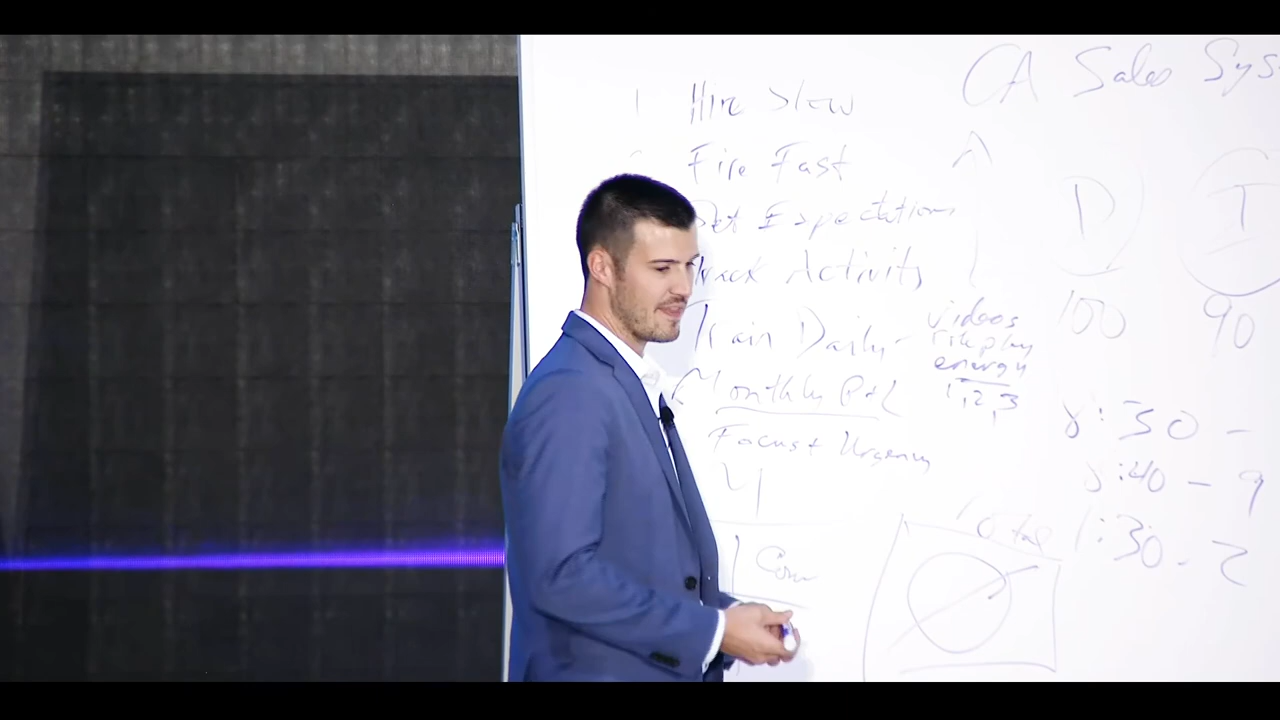 CA Sales Sys
1 Hire Slow
Fire Fast
Set Expectations
Track Activity
Train Daily -
videos
roleplay
energy
1, 2, 3
Monthly P&L
Focus + Urgency
D
100
T
90
8:30 -
8:40 - 9
1:30 - 2